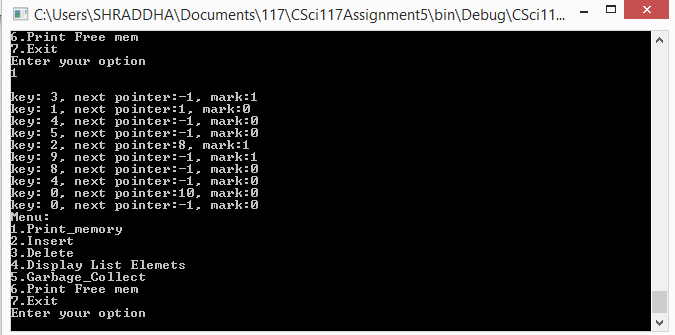 C:\Users\SHRADDHA\Documents\117\CSci117Assignment5\bin\Debug\CSci11...
6.Print Free mem
7.Exit
Enter your option
1
key: 3, next pointer:-1, mark:1
key: 1, next pointer:1, mark:0
key: 4, next pointer:-1, mark:0
key: 5, next pointer:-1, mark:0
key: 2, next pointer:8, mark:1
key: 9, next pointer:-1, mark:1
key: 8, next pointer:-1, mark:0
key: 4, next pointer:-1, mark:0
key: 0, next pointer:10, mark:0
key: 0, next pointer:-1, mark:0
Menu:
1.Print_memory
2.Insert
3.Delete
4.Display List Elemets
5.Garbage_Collect
6.Print Free mem
7.Exit
Enter your option